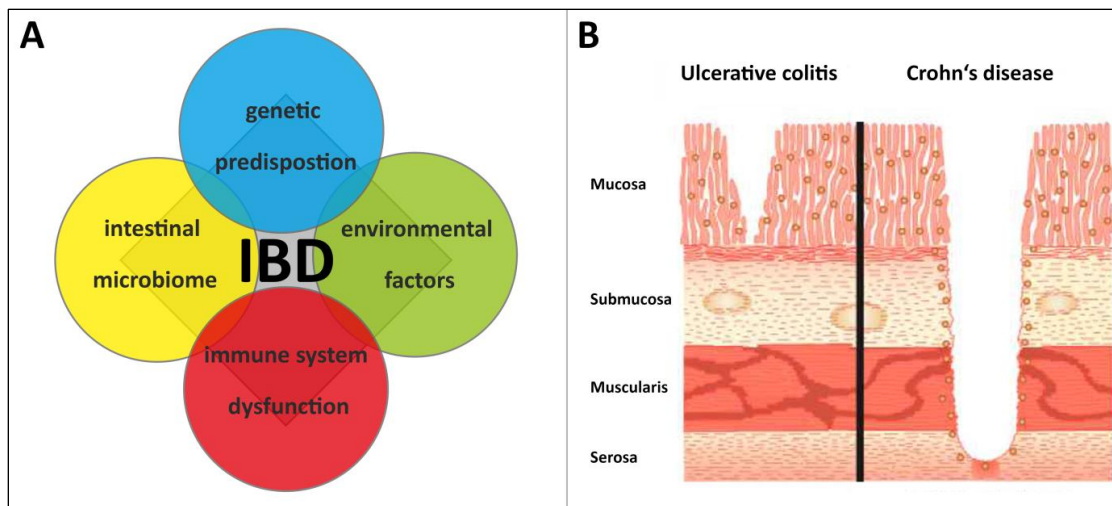 A
genetic
predispostion
intestinal
microbiome
IBD
environmental
factors
immune system
dysfunction
B
Ulcerative colitis
Crohn‘s disease
Mucosa
Submucosa
Muscularis
Serosa